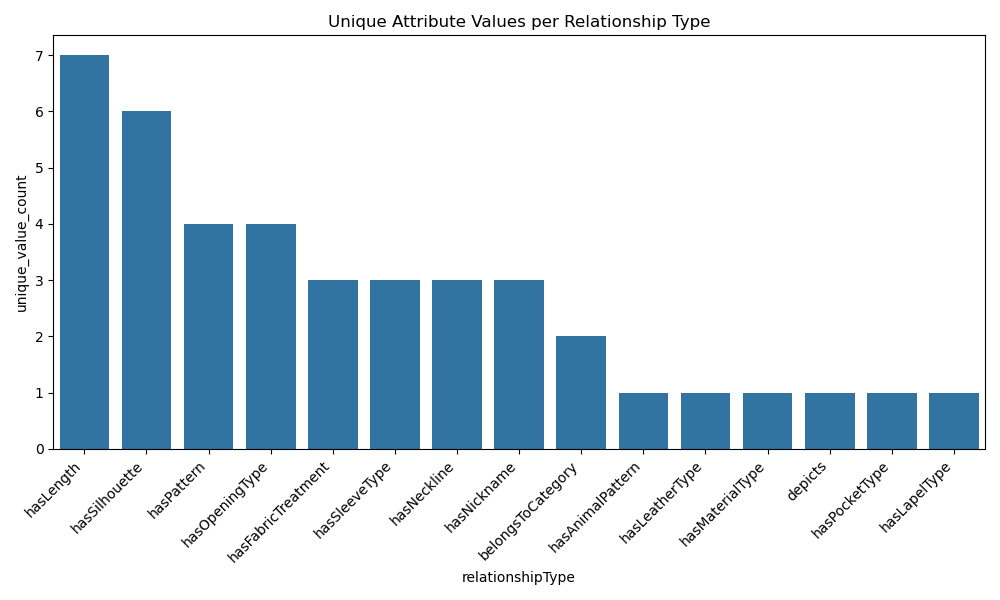 Unique Attribute Values per Relationship Type
unique_value_count
7
6
5
4
3
2
1
0
hasLength
hasSilhouette
hasPattern
hasOpeningType
hasFabricTreatment
hasSleeveType
hasNeckline
hasNickname
belongsToCategory
hasAnimalPattern
hasLeatherType
hasMaterialType
depicts
hasPocketType
hasLapelType
relationshipType